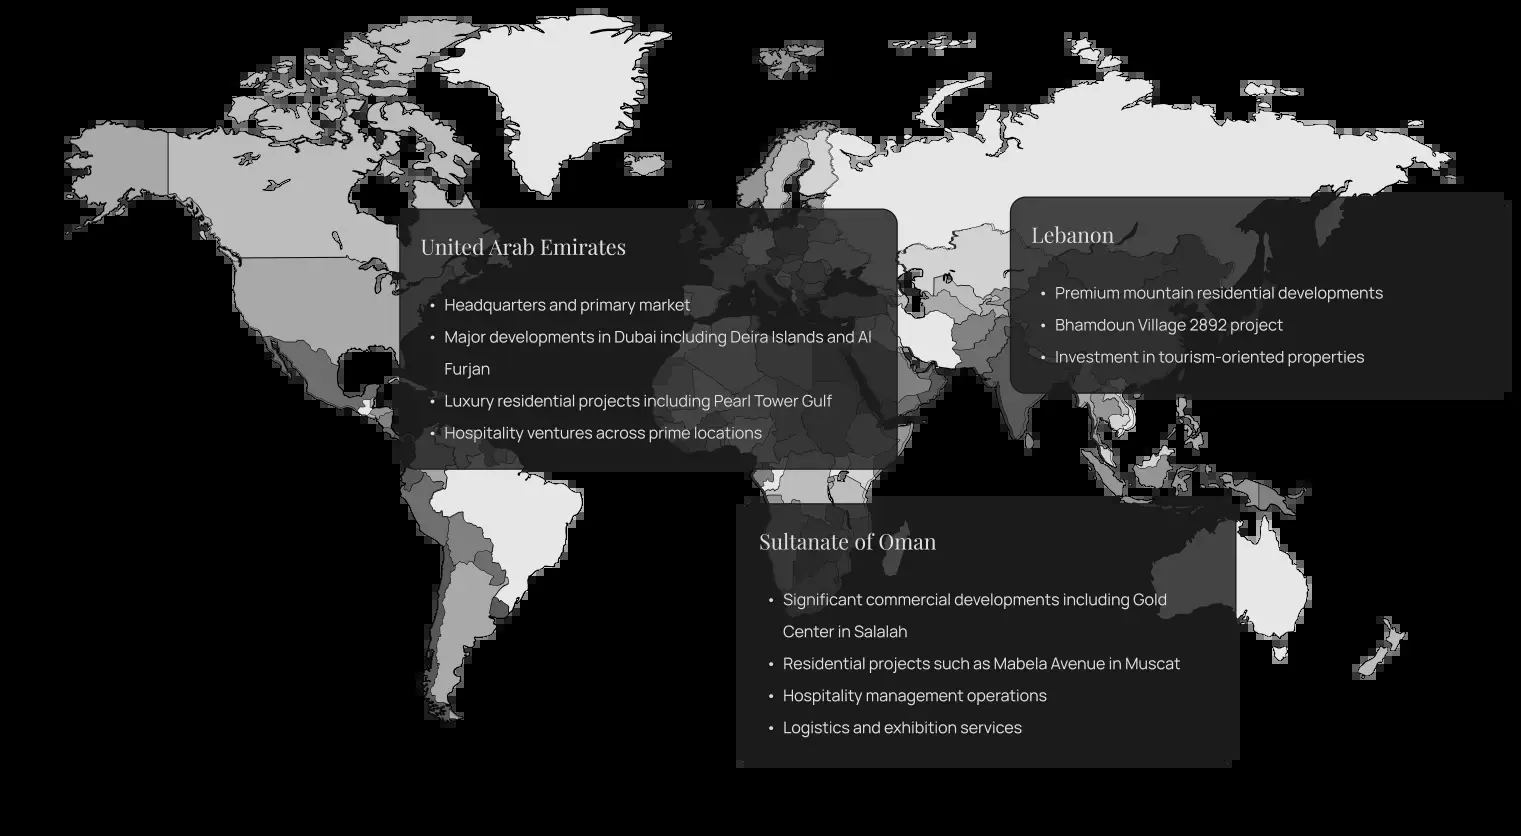 United Arab Emirates
• Headquarters and primary market
• Major developments in Dubai including Deira Islands and Al
Furjan
• Luxury residential projects including Pearl Tower Gulf
• Hospitality ventures across prime locations
Lebanon
• Premium mountain residential developments
• Bhamdoun Village 2892 project
• Investment in tourism-oriented properties
Sultanate of Oman
• Significant commercial developments including Gold
Center in Salalah
• Residential projects such as Mabela Avenue in Muscat
• Hospitality management operations
• Logistics and exhibition services